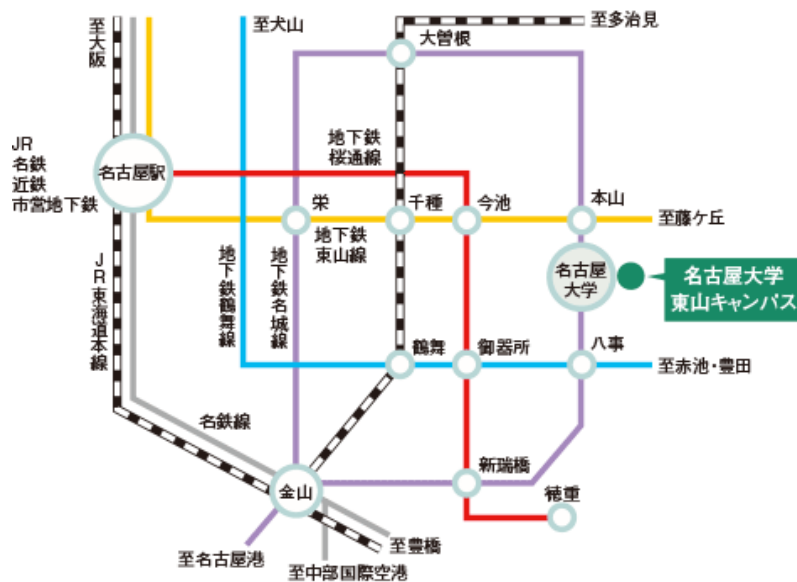 至大阪
至犬山
至多治見
大曽根
JR
名鉄
近鉄
市営地下鉄
名古屋駅
地下鉄
桜通線
栄
千種
今池
本山
至藤ケ丘
地下鉄
東山線
JR東海道本線
地下鉄鶴舞線
地下鉄名城線
名古屋
大学
名古屋大学
東山キャンパス
鶴舞
御器所
八事
至赤池・豊田
名鉄線
金山
新瑞橋
徳重
至豊橋
至名古屋港
至中部国際空港